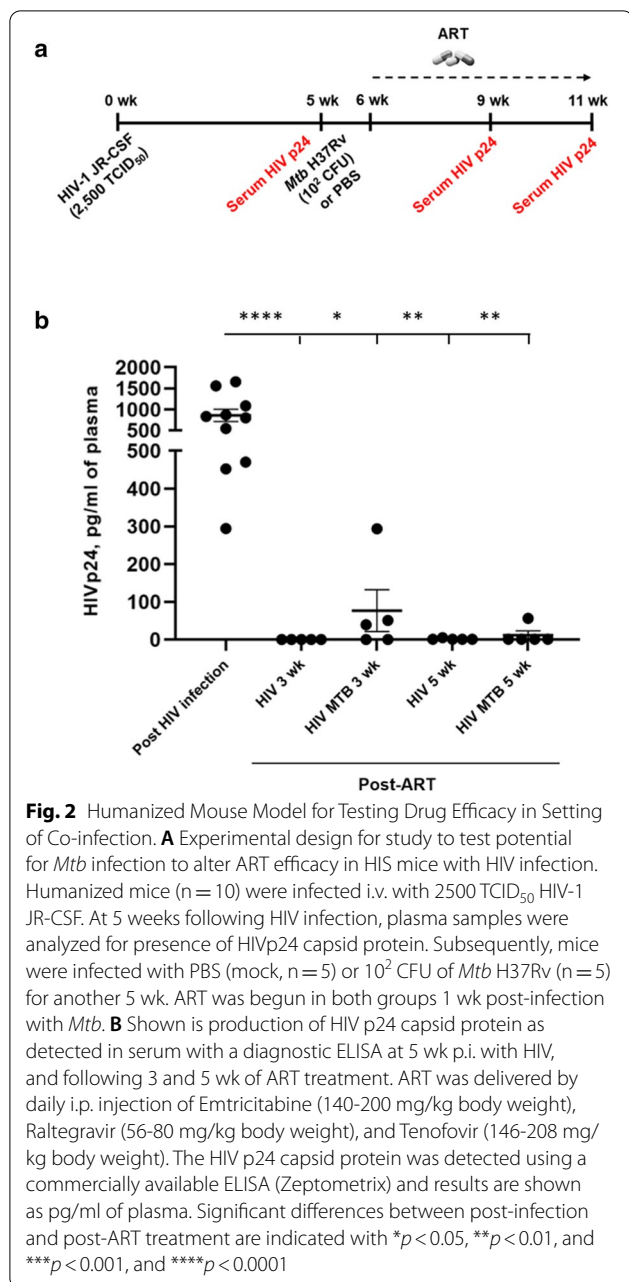 a
ART
0 wk
5 wk
6 wk
9 wk
11 wk
HIV-1 JR-CSF
(2,500 TCID₅₀)
Serum HIV p24
Mtb H37Rv
(10² CFU)
or PBS
Serum HIV p24
Serum HIV p24
b
**** * ** **
HIVp24, pg/ml of plasma
2000
1500
1000
500
500
400
300
200
100
0
Post HIV infection
HIV 3 wk
HIV MTB 3 wk
HIV 5 wk
HIV MTB 5 wk
Post-ART
Fig. 2 Humanized Mouse Model for Testing Drug Efficacy in Setting
of Co-infection. A Experimental design for study to test potential
for Mtb infection to alter ART efficacy in HIS mice with HIV infection.
Humanized mice (n = 10) were infected i.v. with 2500 TCID₅₀ HIV-1
JR-CSF. At 5 weeks following HIV infection, plasma samples were
analyzed for presence of HIVp24 capsid protein. Subsequently, mice
were infected with PBS (mock, n = 5) or 10² CFU of Mtb H37Rv (n = 5)
for another 5 wk. ART was begun in both groups 1 wk post-infection
with Mtb. B Shown is production of HIV p24 capsid protein as
detected in serum with a diagnostic ELISA at 5 wk p.i. with HIV,
and following 3 and 5 wk of ART treatment. ART was delivered by
daily i.p. injection of Emtricitabine (140-200 mg/kg body weight),
Raltegravir (56-80 mg/kg body weight), and Tenofovir (146-208 mg/
kg body weight). The HIV p24 capsid protein was detected using a
commercially available ELISA (Zeptometrix) and results are shown
as pg/ml of plasma. Significant differences between post-infection
and post-ART treatment are indicated with *p < 0.05, **p < 0.01, and
***p < 0.001, and ****p < 0.0001